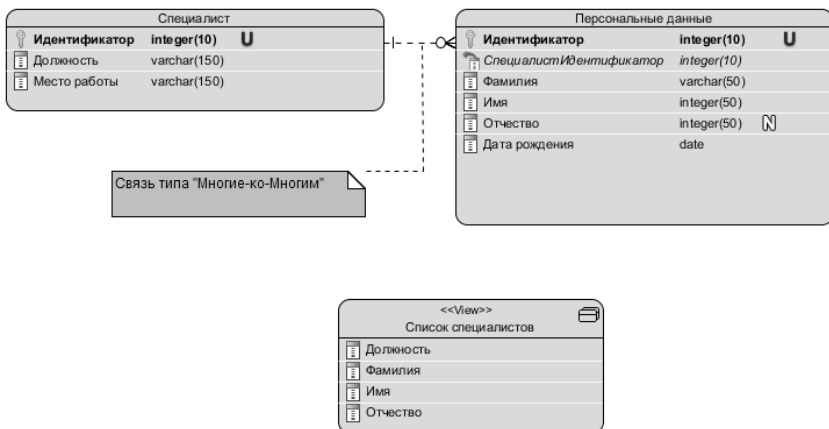 Специалист
Идентификатор integer(10) U
Должность varchar(150)
Место работы varchar(150)
Персональные данные
Идентификатор integer(10) U
СпециалистИдентификатор integer(10)
Фамилия varchar(50)
Имя integer(50)
Отчество integer(50) N
Дата рождения date
Связь типа "Многие-ко-Многим"
<<View>>
Список специалистов
Должность
Фамилия
Имя
Отчество